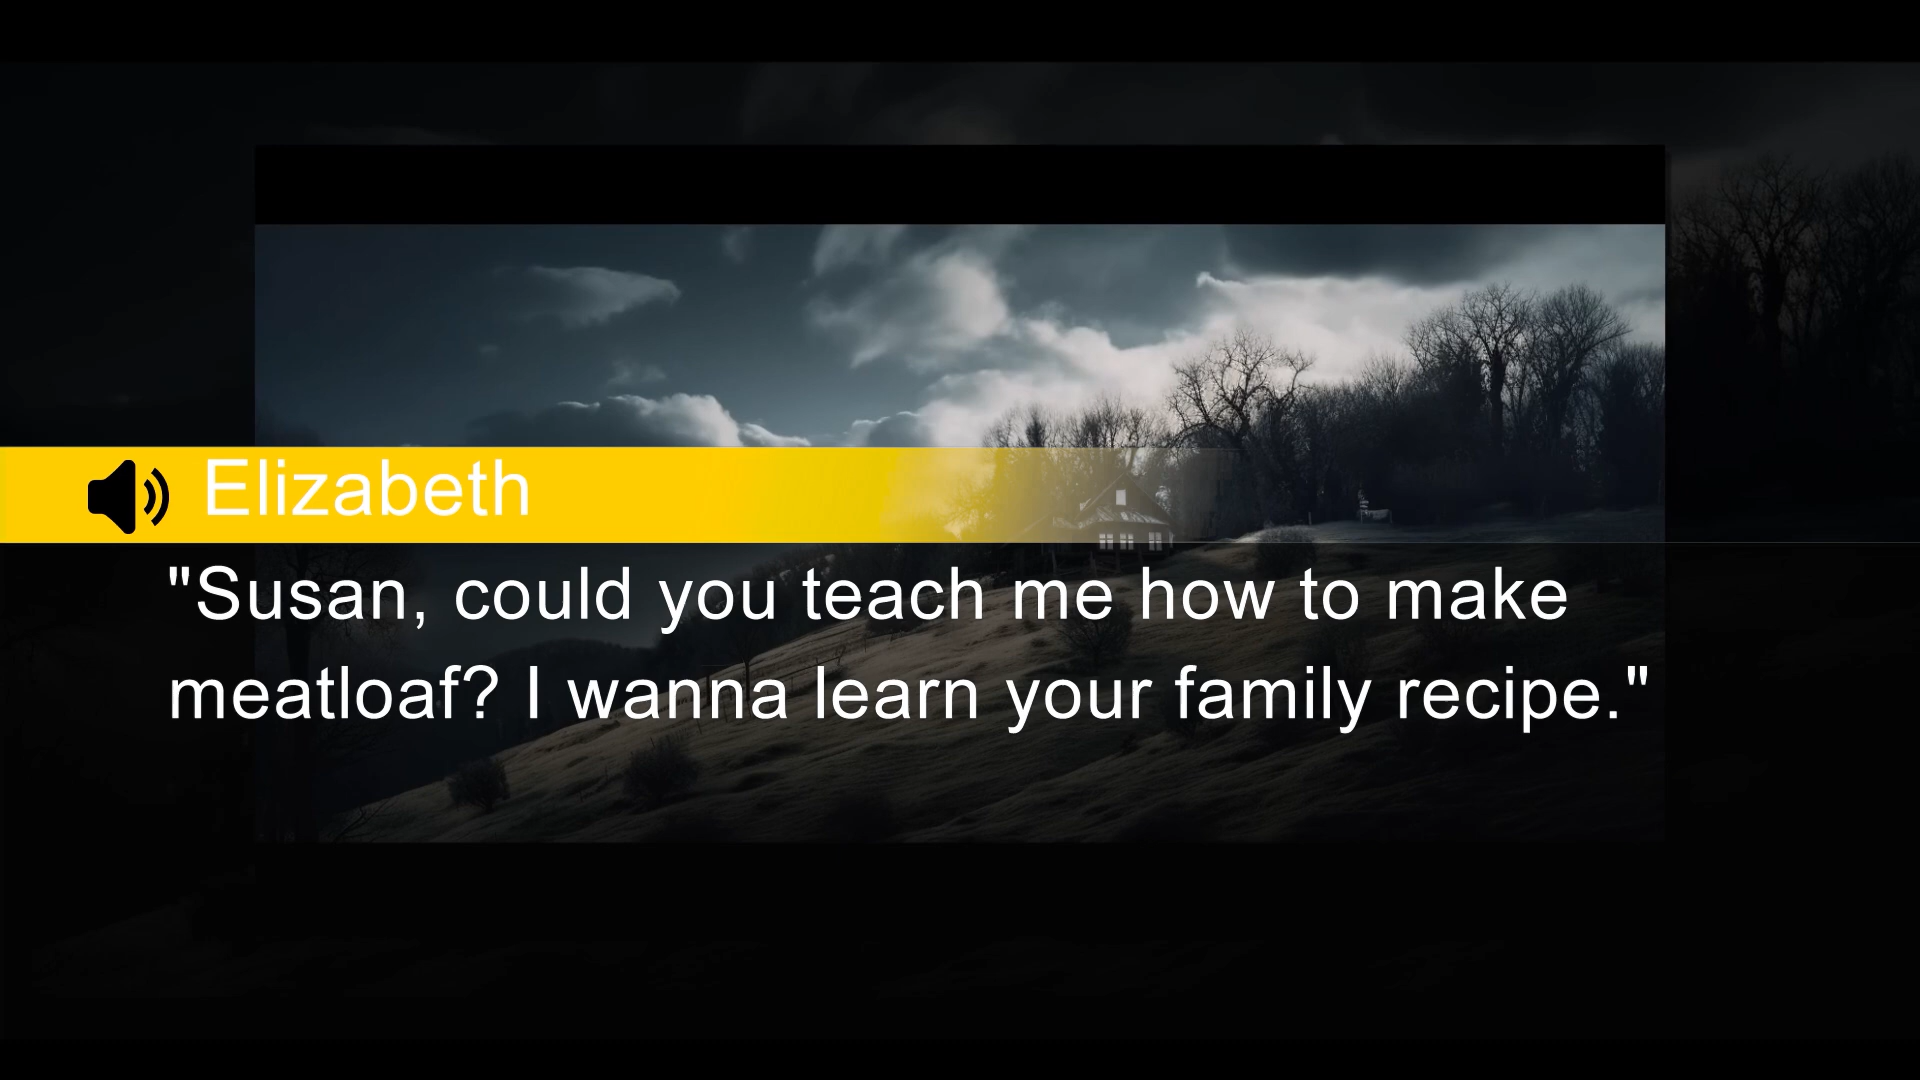 Elizabeth
"Susan, could you teach me how to make
meatloaf? I wanna learn your family recipe."